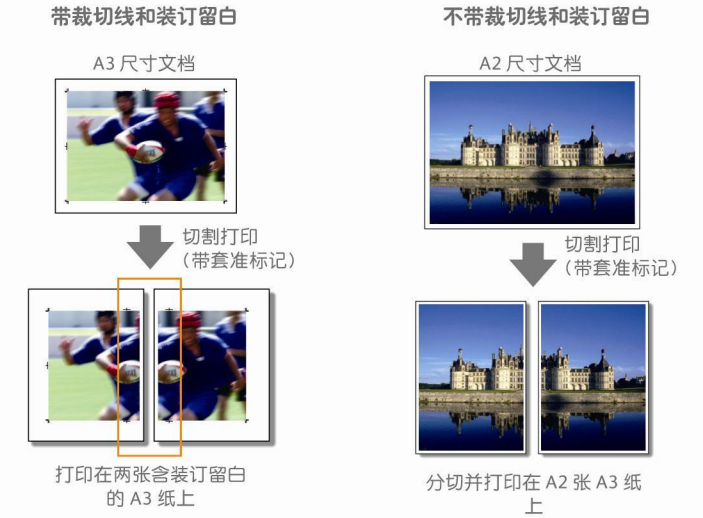 带裁切线和装订留白
A3 尺寸文档
切割打印
（带套准标记）
打印在两张含装订留白
的 A3 纸上
不带裁切线和装订留白
A2 尺寸文档
切割打印
（带套准标记）
分切并打印在 A2 张 A3 纸
上